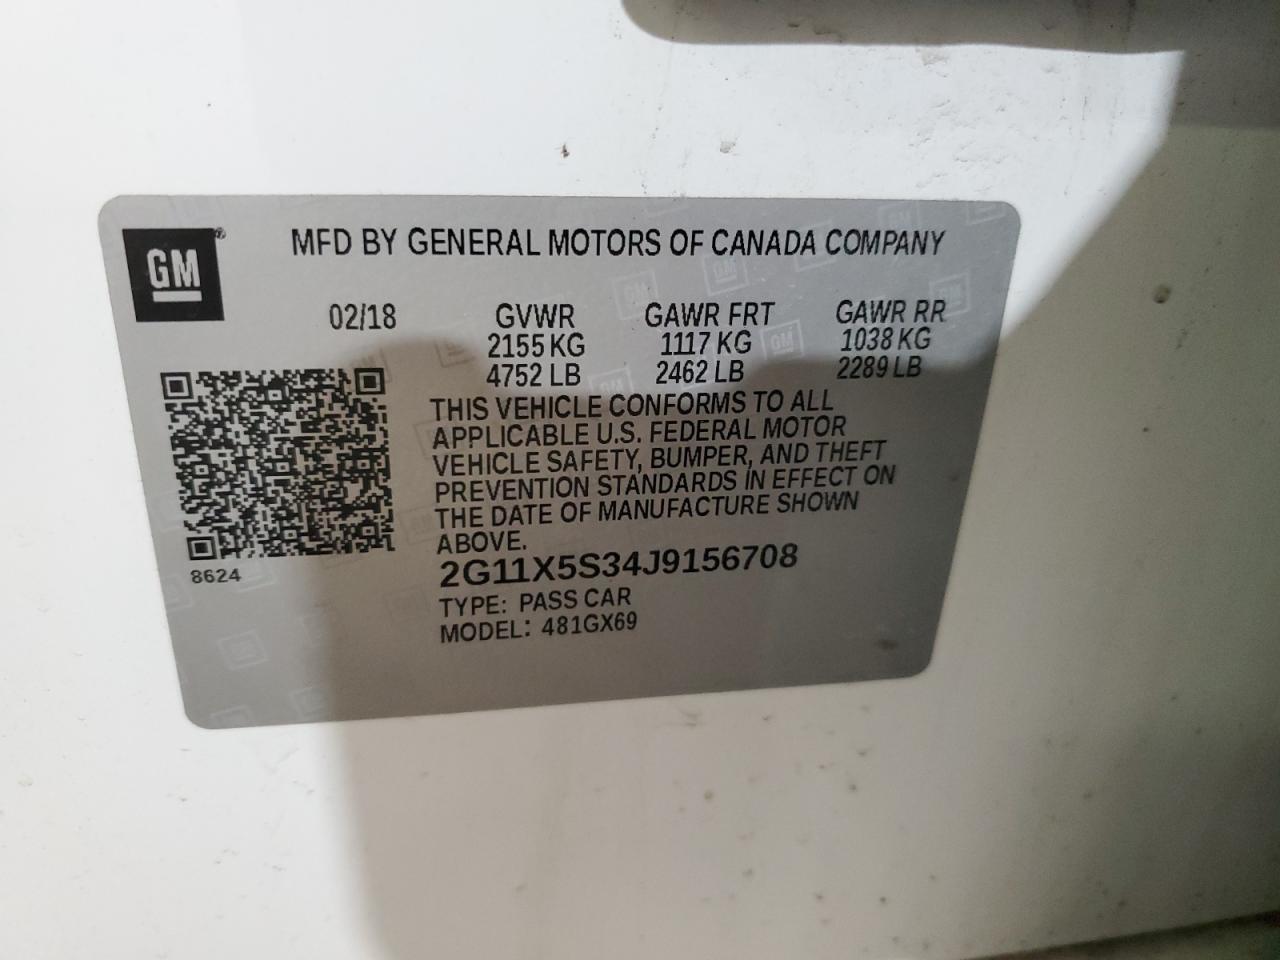 GM®
MFD BY GENERAL MOTORS OF CANADA COMPANY
02/18 GVWR GAWR FRT GAWR RR
2155 KG 1117 KG 1038 KG
4752 LB 2462 LB 2289 LB
THIS VEHICLE CONFORMS TO ALL
APPLICABLE U.S. FEDERAL MOTOR
VEHICLE SAFETY, BUMPER, AND THEFT
PREVENTION STANDARDS IN EFFECT ON
THE DATE OF MANUFACTURE SHOWN
ABOVE.
8624
2G11X5S34J9156708
TYPE: PASS CAR
MODEL: 481GX69